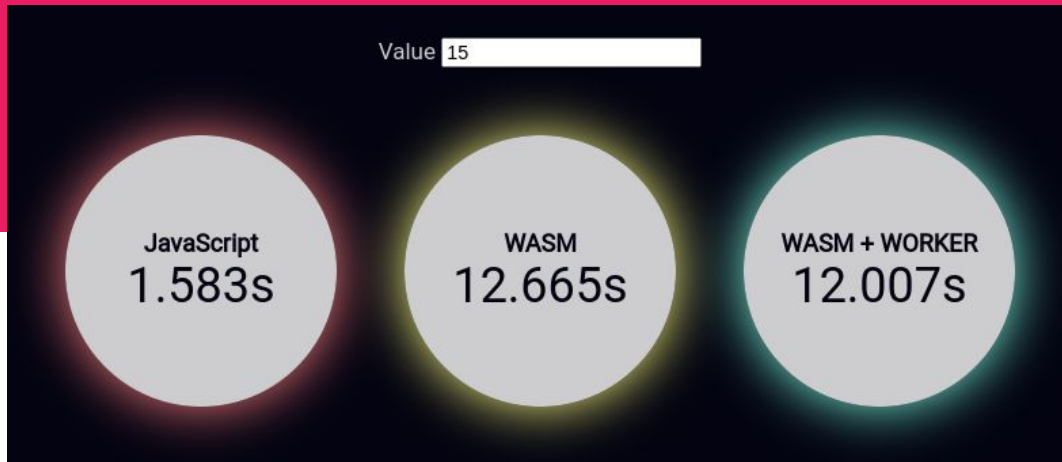 Value 15
JavaScript
1.583s
WASM
12.665s
WASM + WORKER
12.007s